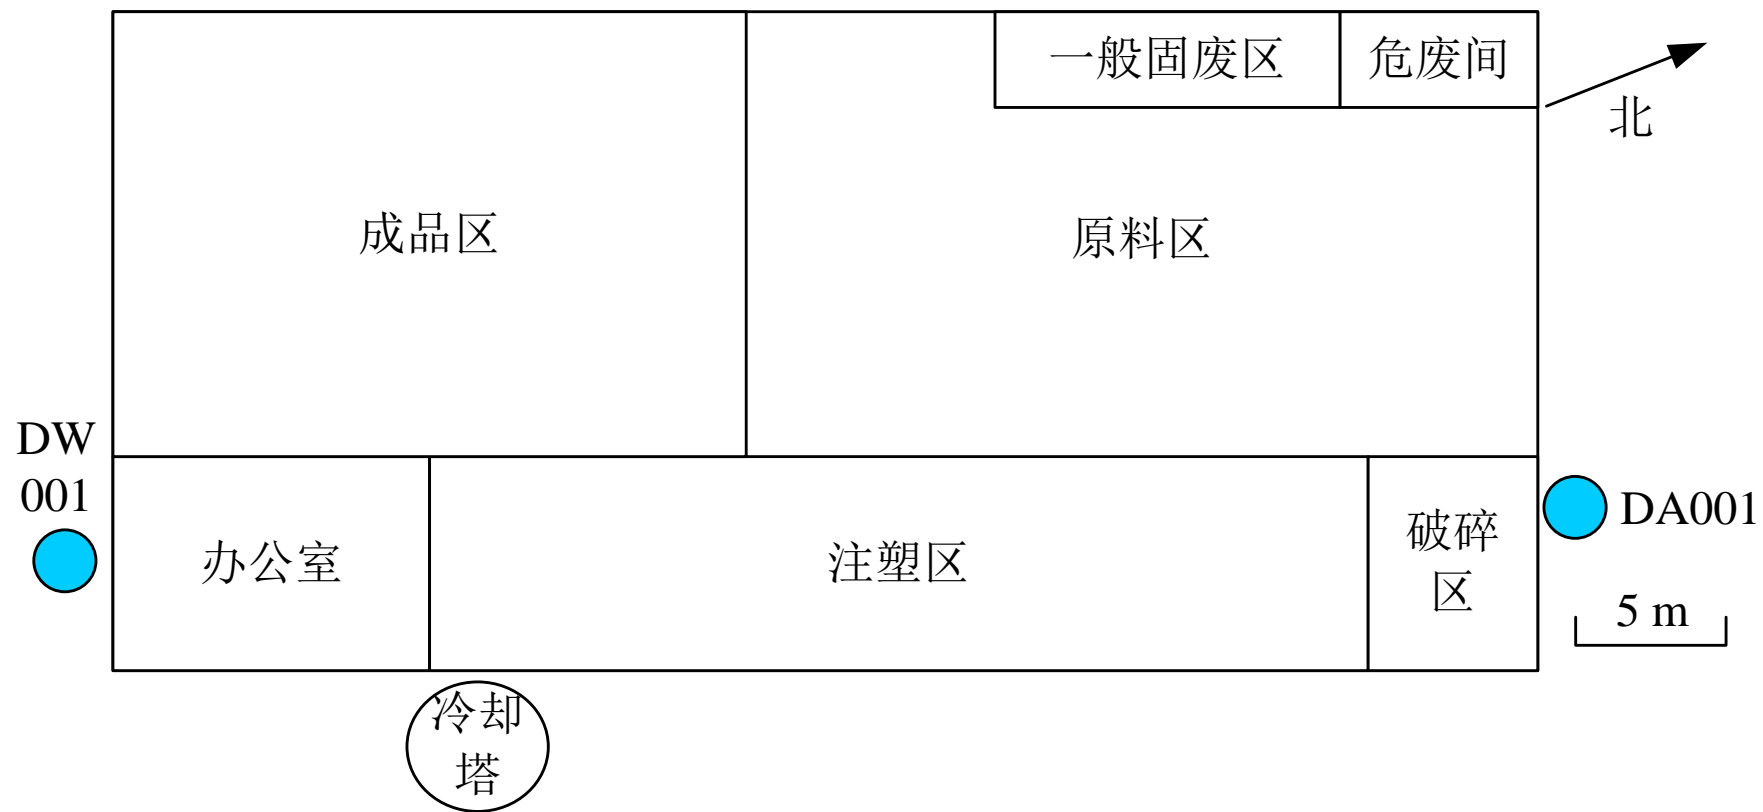 一般固废区
危废间
北
成品区
原料区
DW
001
办公室
注塑区
破碎
区
DA001
5 m
冷却
塔